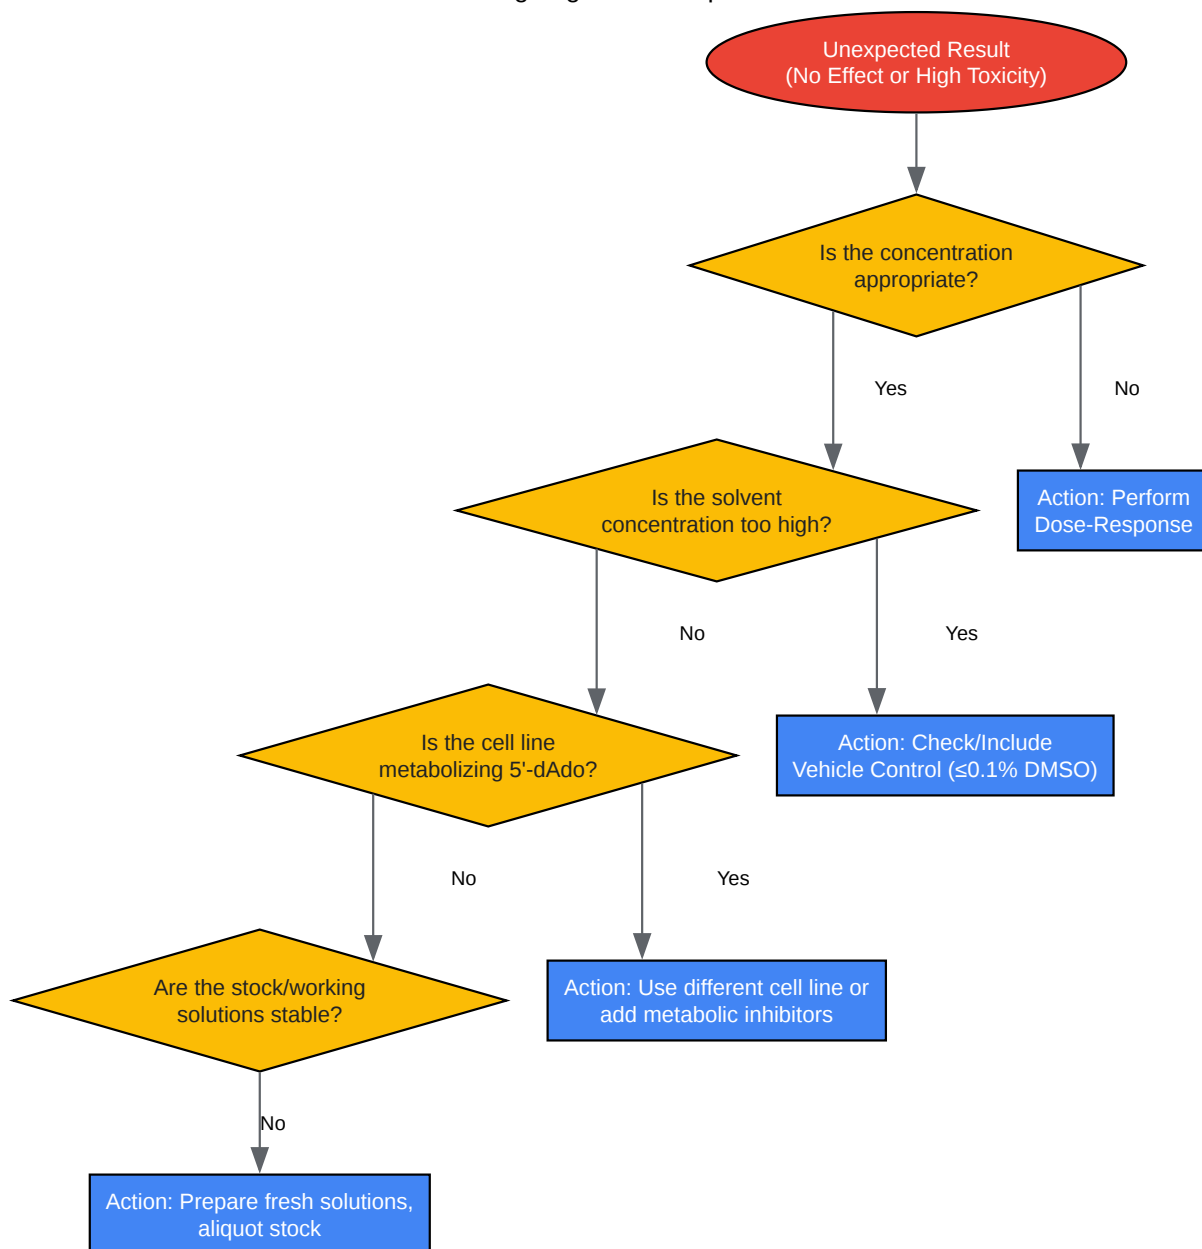 Unexpected Result
(No Effect or High Toxicity)
Is the concentration
appropriate?
Yes
No
Is the solvent
concentration too high?
Action: Perform
Dose-Response
No
Yes
Is the cell line
metabolizing 5'-dAdo?
Action: Check/Include
Vehicle Control (≤0.1% DMSO)
No
Yes
Are the stock/working
solutions stable?
Action: Use different cell line or
add metabolic inhibitors
No
Action: Prepare fresh solutions,
aliquot stock